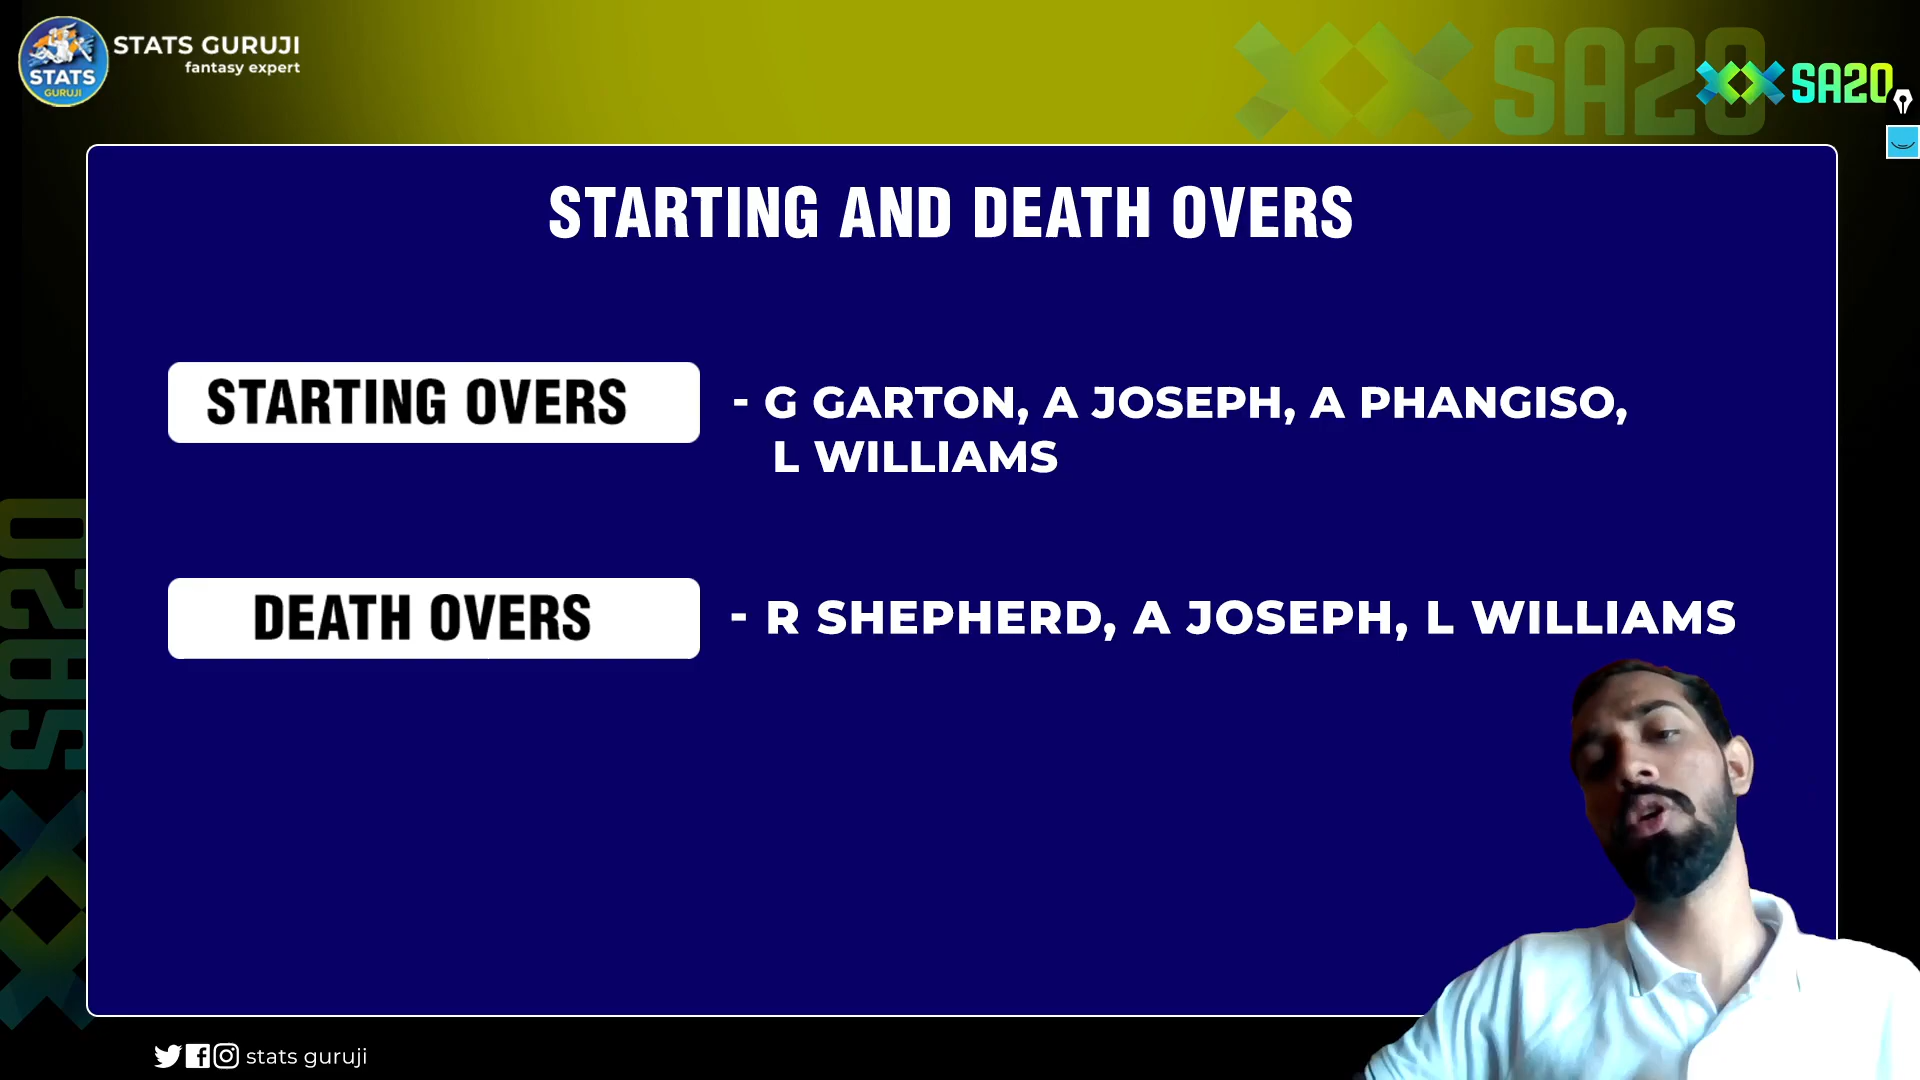 STATS GURUJI
fantasy expert
STATS
GURUJI
SA20
SA20
STARTING AND DEATH OVERS
STARTING OVERS
- G GARTON, A JOSEPH, A PHANGISO,
L WILLIAMS
DEATH OVERS
- R SHEPHERD, A JOSEPH, L WILLIAMS
SA20
stats guruji